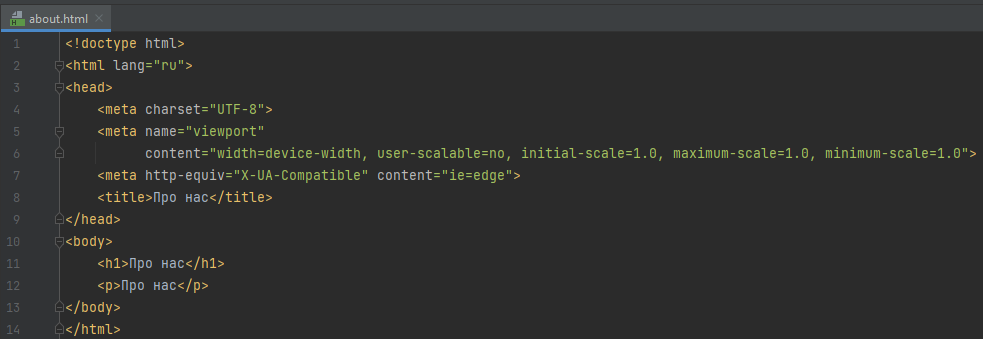 about.html
1 <!doctype html>
2 <html lang="ru">
3 <head>
4     <meta charset="UTF-8">
5     <meta name="viewport"
6           content="width=device-width, user-scalable=no, initial-scale=1.0, maximum-scale=1.0, minimum-scale=1.0">
7     <meta http-equiv="X-UA-Compatible" content="ie=edge">
8     <title>Про нас</title>
9 </head>
10 <body>
11     <h1>Про нас</h1>
12     <p>Про нас</p>
13 </body>
14 </html>